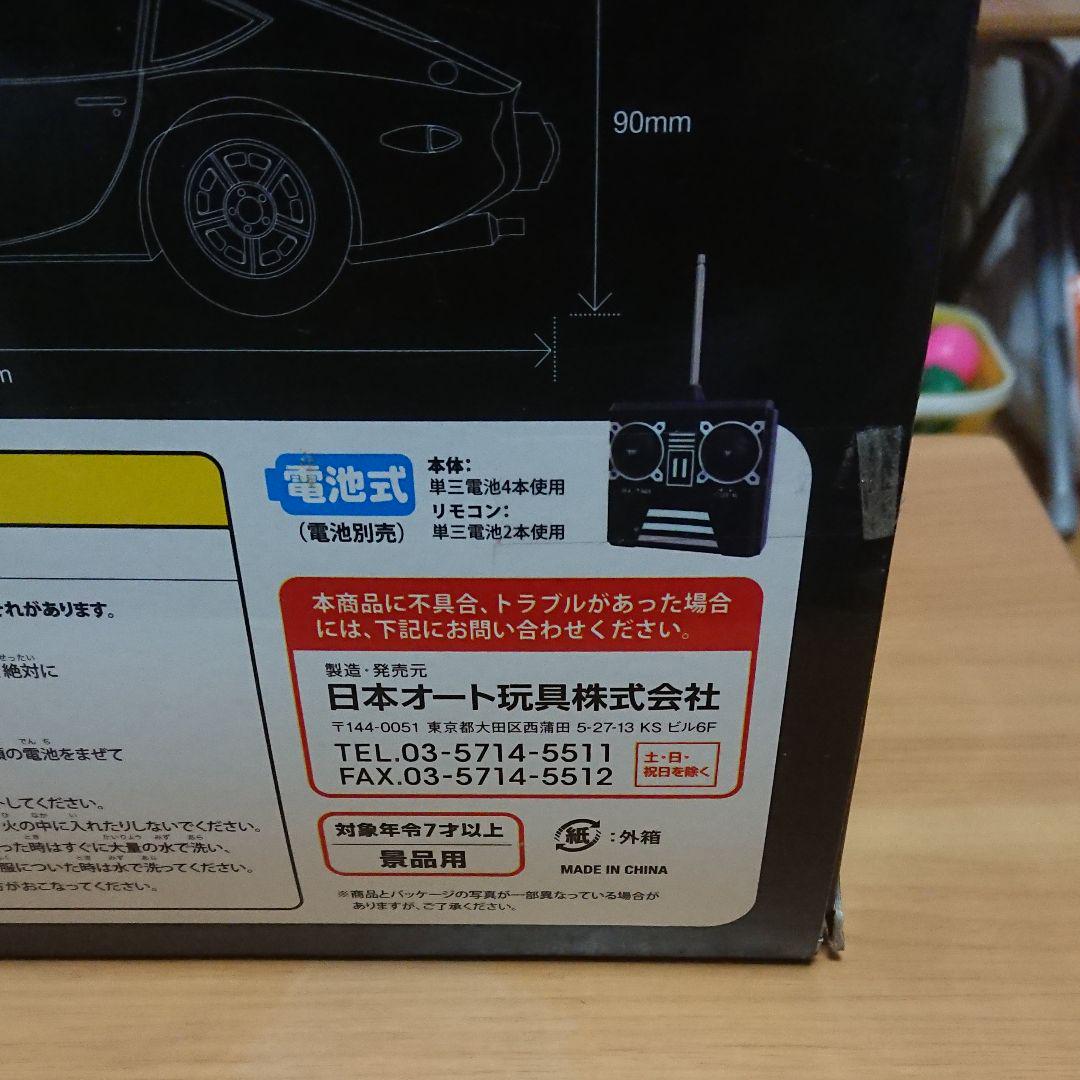 90mm
電池式
(電池別売)
本体:
単三電池4本使用
リモコン:
単三電池2本使用
それがあります。
ぜったい
絶対に
でんち
の電池をまぜて
してください。
火の中に入れたりしないでください。
った時はすぐに大量の水で洗い、
服についた時は水で洗ってください。
がおこなってください。
本商品に不具合、トラブルがあった場合
には、下記にお問い合わせください。
製造・発売元
日本オート玩具株式会社
〒144-0051 東京都大田区西蒲田 5-27-13 KS ビル6F
TEL.03-5714-5511
FAX.03-5714-5512
土・日・
祝日を除く
対象年令7才以上
景品用
紙:外箱
MADE IN CHINA
※商品とパッケージの写真が一部異なっている場合が
ありますが、ご了承ください。